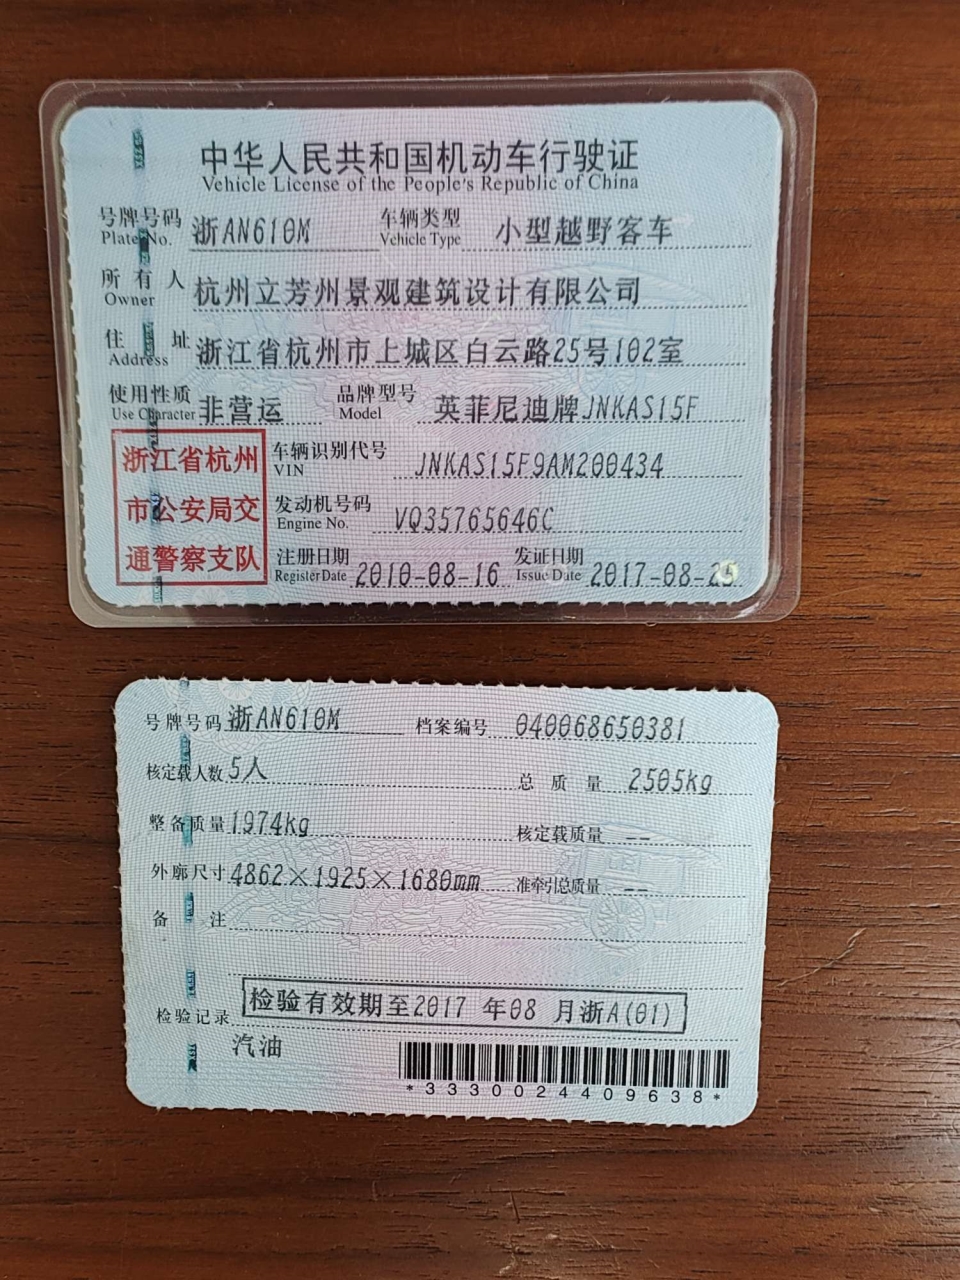 中华人民共和国机动车行驶证
Vehicle License of the People's Republic of China
号牌号码 浙AN610M 车辆类型 小型越野客车
Plate No. Vehicle Type
所有人 杭州立芳州景观建筑设计有限公司
Owner
住址 浙江省杭州市上城区白云路25号102室
Address
使用性质 非营运 品牌型号 英菲尼迪牌JNKAS15F
Use Character Model
浙江省杭州
市公安局交
通警察支队
车辆识别代号 JNKAS15F9AM200434
VIN
发动机号码 VQ35765646C
Engine No.
注册日期 2010-08-16 发证日期 2017-08-
Register Date Issue Date
号牌号码 浙AN610M 档案编号 040068650381
核定载人数 5人 总质量 2505kg
整备质量 1974kg 核定载质量 --
外廓尺寸 4862×1925×1680mm 准牵引总质量 --
备注
检验记录 检验有效期至2017 年08 月浙A(01)
汽油
*3330024409638*